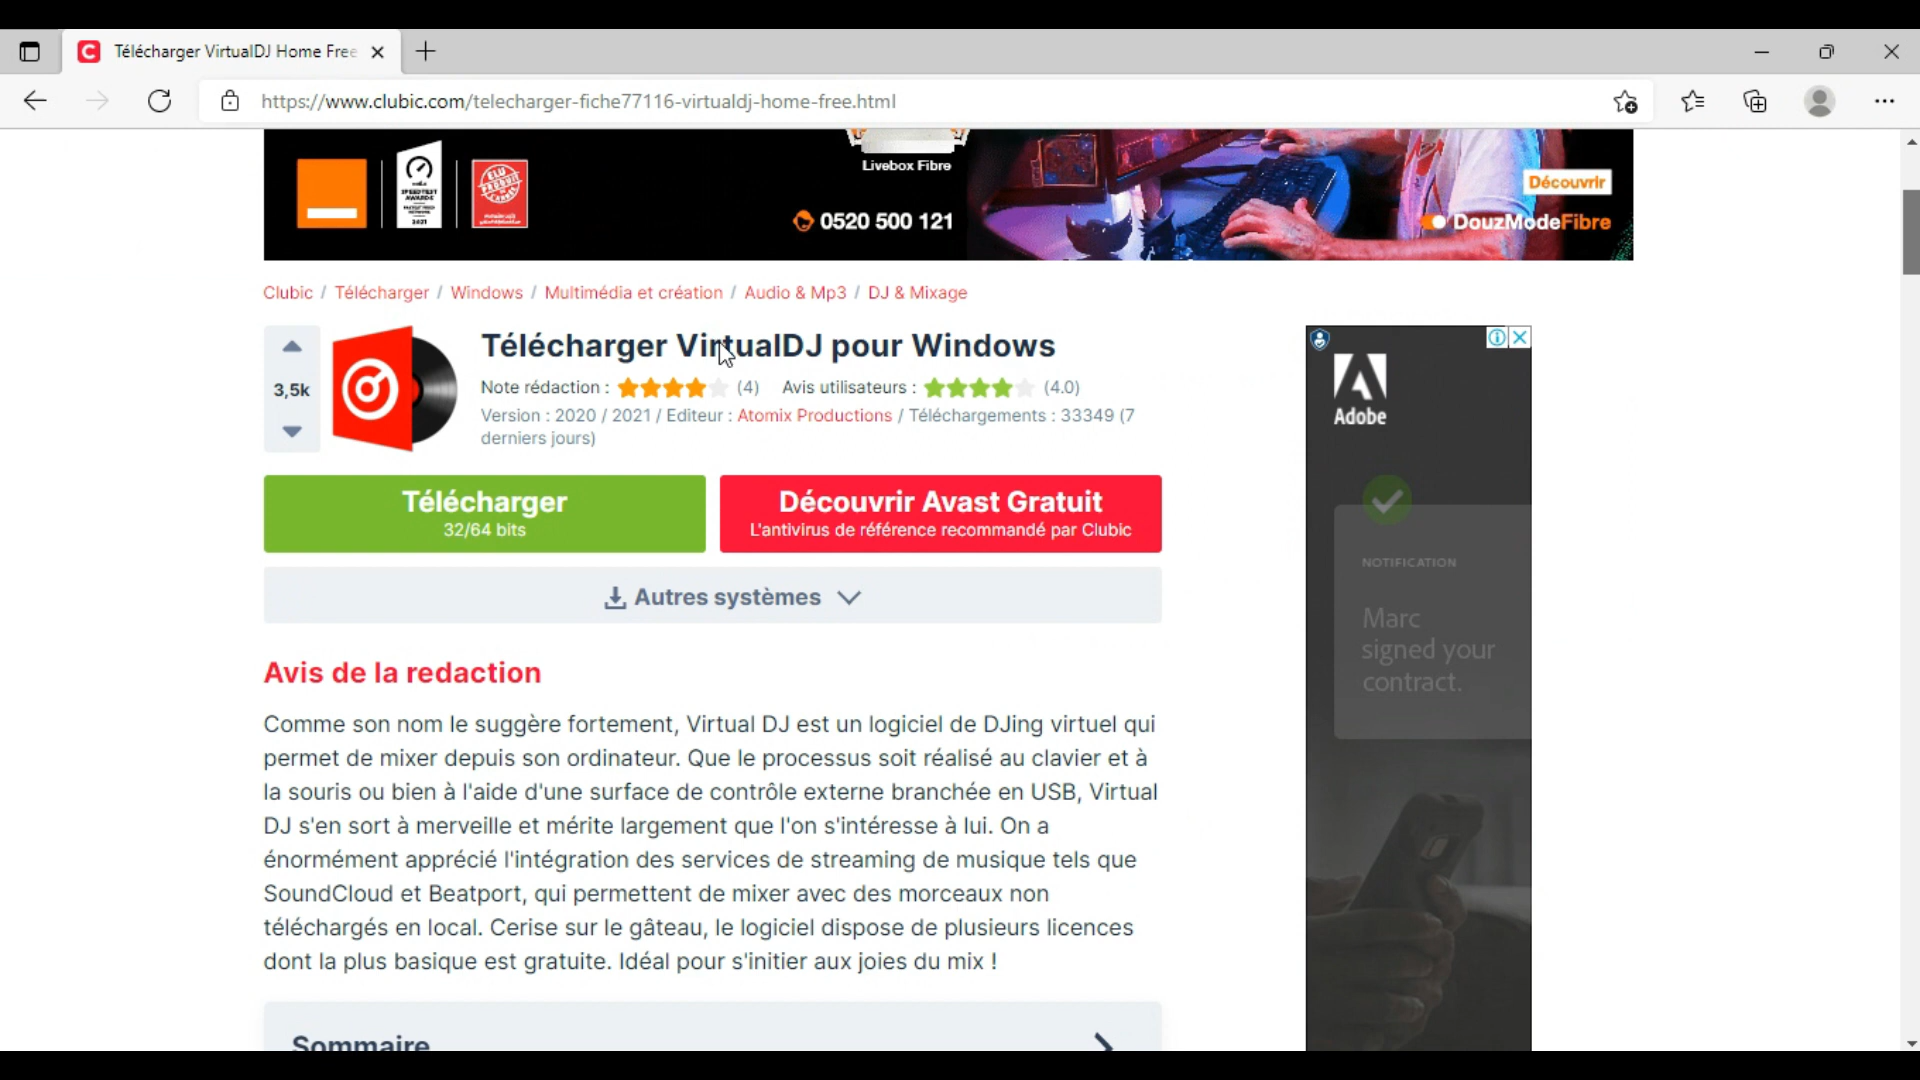 Télécharger VirtualDJ Home Free
https://www.clubic.com/telecharger-fiche77116-virtualdj-home-free.html
Livebox Fibre
SPEEDTEST
AWARDS
2021
ELU
PRODUIT
0520 500 121
Découvrir
DouzModeFibre
Clubic / Télécharger / Windows / Multimédia et création / Audio & Mp3 / DJ & Mixage
3,5k
Télécharger VirtualDJ pour Windows
Note rédaction : (4) Avis utilisateurs : (4.0)
Version : 2020 / 2021 / Editeur : Atomix Productions / Téléchargements : 33349 (7
derniers jours)
Télécharger
32/64 bits
Découvrir Avast Gratuit
L'antivirus de référence recommandé par Clubic
Autres systèmes
Avis de la redaction
Comme son nom le suggère fortement, Virtual DJ est un logiciel de DJing virtuel qui
permet de mixer depuis son ordinateur. Que le processus soit réalisé au clavier et à
la souris ou bien à l'aide d'une surface de contrôle externe branchée en USB, Virtual
DJ s'en sort à merveille et mérite largement que l'on s'intéresse à lui. On a
énormément apprécié l'intégration des services de streaming de musique tels que
SoundCloud et Beatport, qui permettent de mixer avec des morceaux non
téléchargés en local. Cerise sur le gâteau, le logiciel dispose de plusieurs licences
dont la plus basique est gratuite. Idéal pour s'initier aux joies du mix !
Sommaire
Adobe
NOTIFICATION
Marc
signed your
contract.